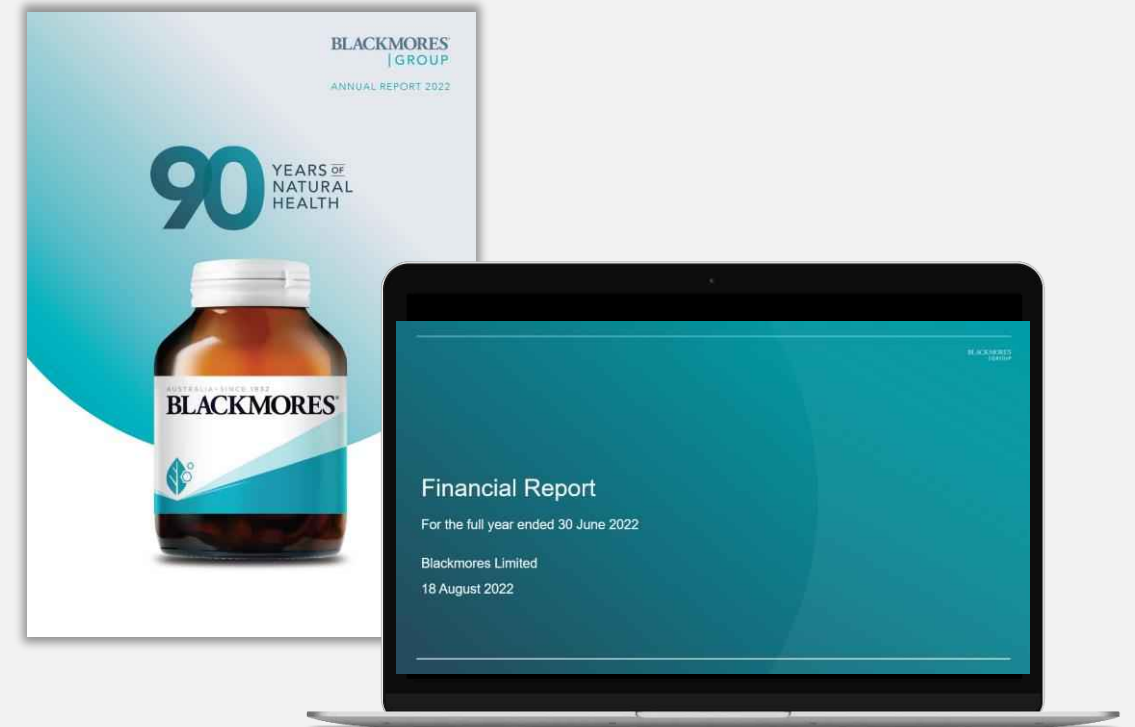 BLACKMORES
|GROUP
ANNUAL REPORT 2022
90 YEARS OF
NATURAL
HEALTH
AUSTRALIA-SINCE 1932
BLACKMORES®
BLACKMORES
|GROUP
Financial Report
For the full year ended 30 June 2022
Blackmores Limited
18 August 2022